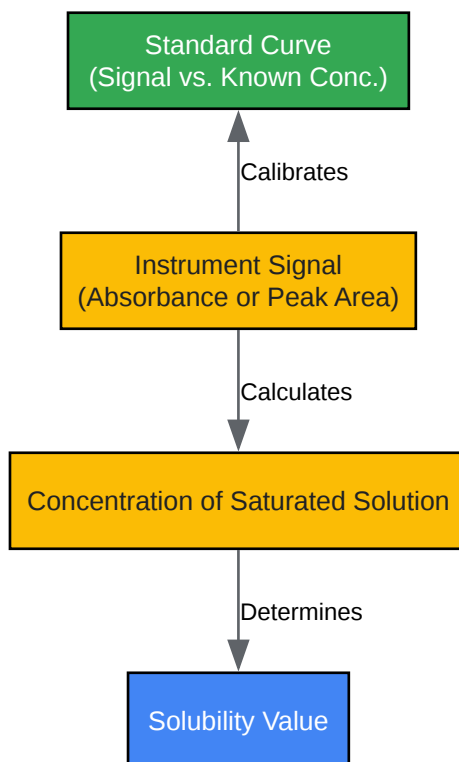 Standard Curve
(Signal vs. Known Conc.)
Calibrates
Instrument Signal
(Absorbance or Peak Area)
Calculates
Concentration of Saturated Solution
Determines
Solubility Value